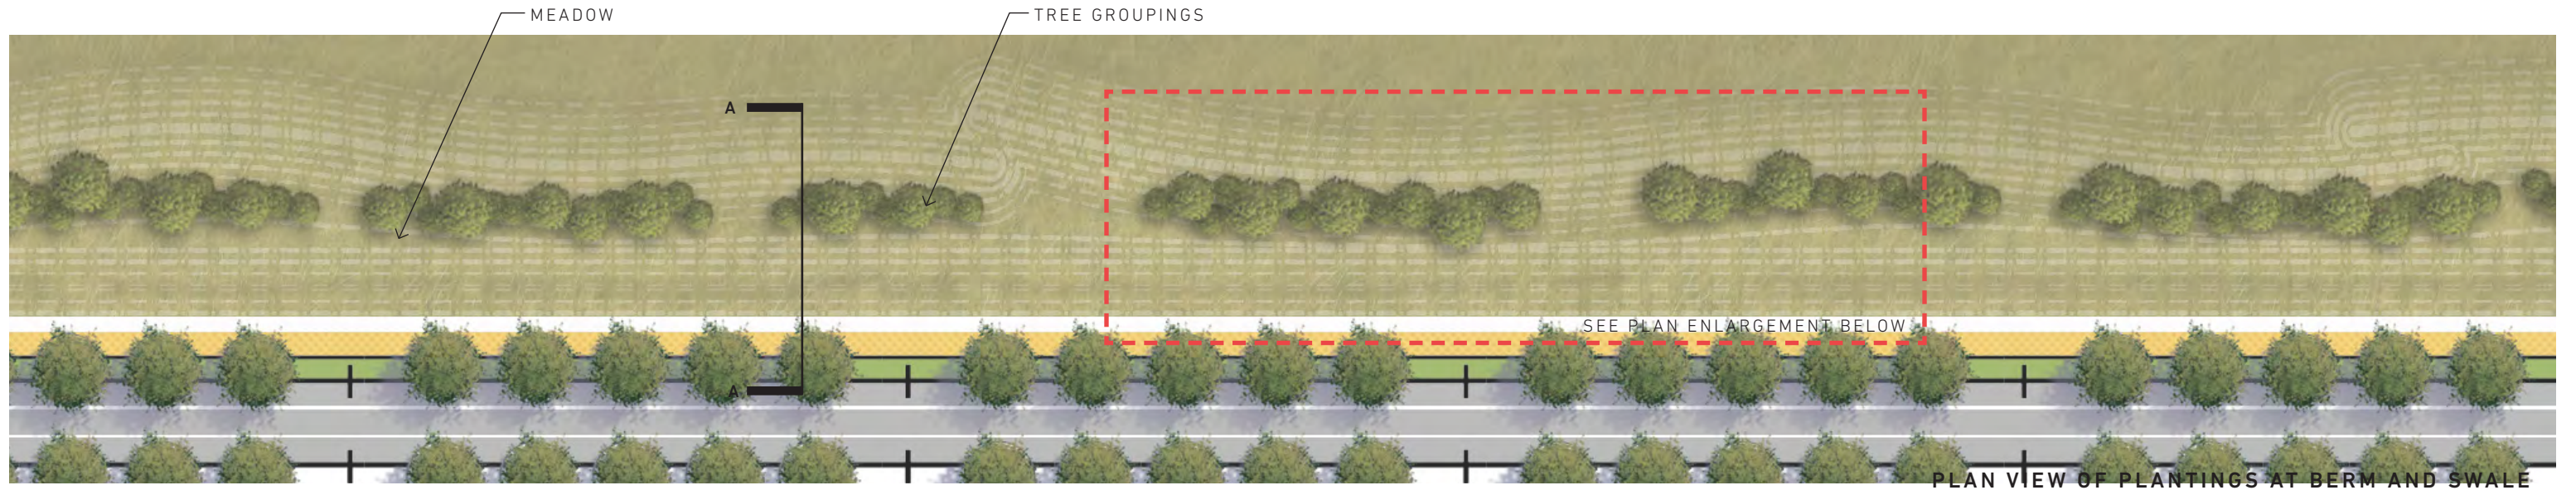 MEADOW
TREE GROUPINGS
A
SEE PLAN ENLARGEMENT BELOW
A
PLAN VIEW OF PLANTINGS AT BERM AND SWALE